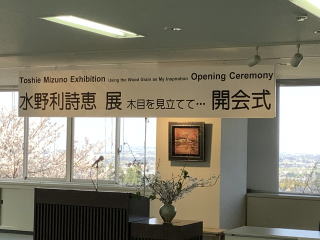 Toshie Mizuno Exhibition Using the Wood Grain as My Inspiration Opening Ceremony
水野利詩恵 展 木目を見立てて… 開会式